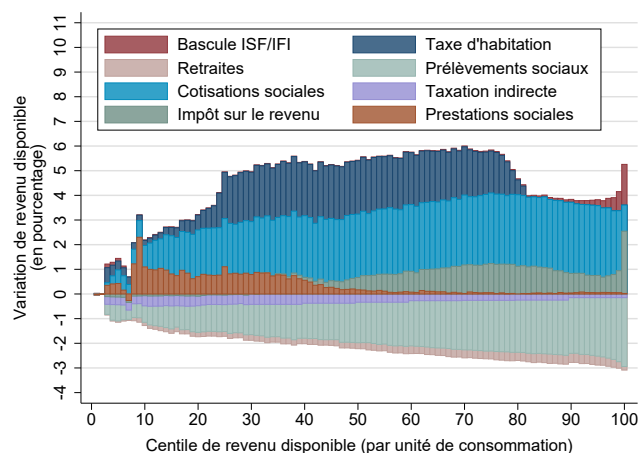 11
10
9
8
7
6
5
4
3
2
1
0
-1
-2
-3
-4
Variation de revenu disponible
(en pourcentage)
Bascule ISF/IFI
Taxe d'habitation
Retraites
Prélèvements sociaux
Cotisations sociales
Taxation indirecte
Impôt sur le revenu
Prestations sociales
0 10 20 30 40 50 60 70 80 90 100
Centile de revenu disponible (par unité de consommation)